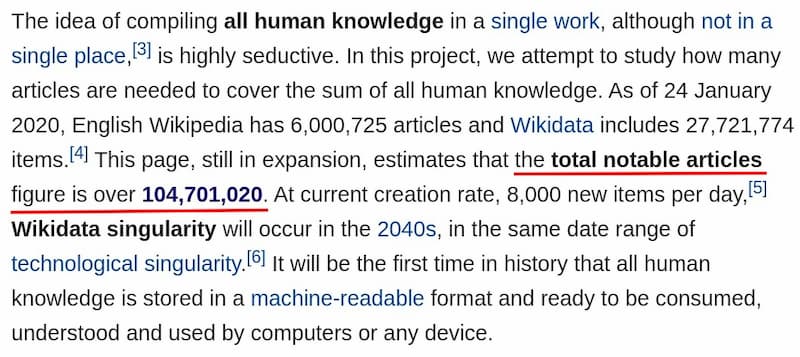 The idea of compiling all human knowledge in a single work, although not in a
single place,[3] is highly seductive. In this project, we attempt to study how many
articles are needed to cover the sum of all human knowledge. As of 24 January
2020, English Wikipedia has 6,000,725 articles and Wikidata includes 27,721,774
items.[4] This page, still in expansion, estimates that the total notable articles
figure is over 104,701,020. At current creation rate, 8,000 new items per day,[5]
Wikidata singularity will occur in the 2040s, in the same date range of
technological singularity.[6] It will be the first time in history that all human
knowledge is stored in a machine-readable format and ready to be consumed,
understood and used by computers or any device.